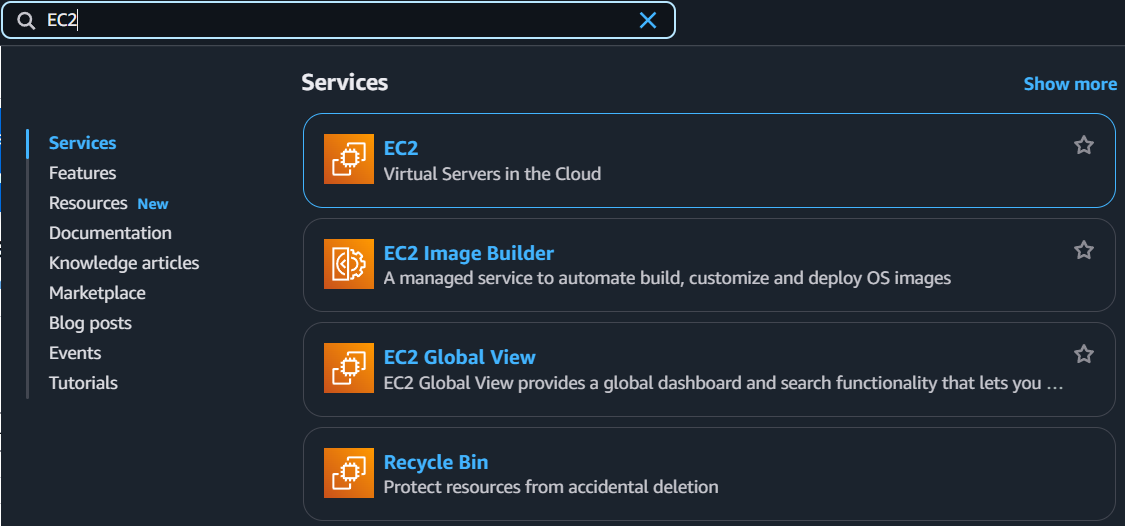 EC2
Services
Show more
Services
Features
Resources New
Documentation
Knowledge articles
Marketplace
Blog posts
Events
Tutorials
EC2
Virtual Servers in the Cloud
EC2 Image Builder
A managed service to automate build, customize and deploy OS images
EC2 Global View
EC2 Global View provides a global dashboard and search functionality that lets you ...
Recycle Bin
Protect resources from accidental deletion